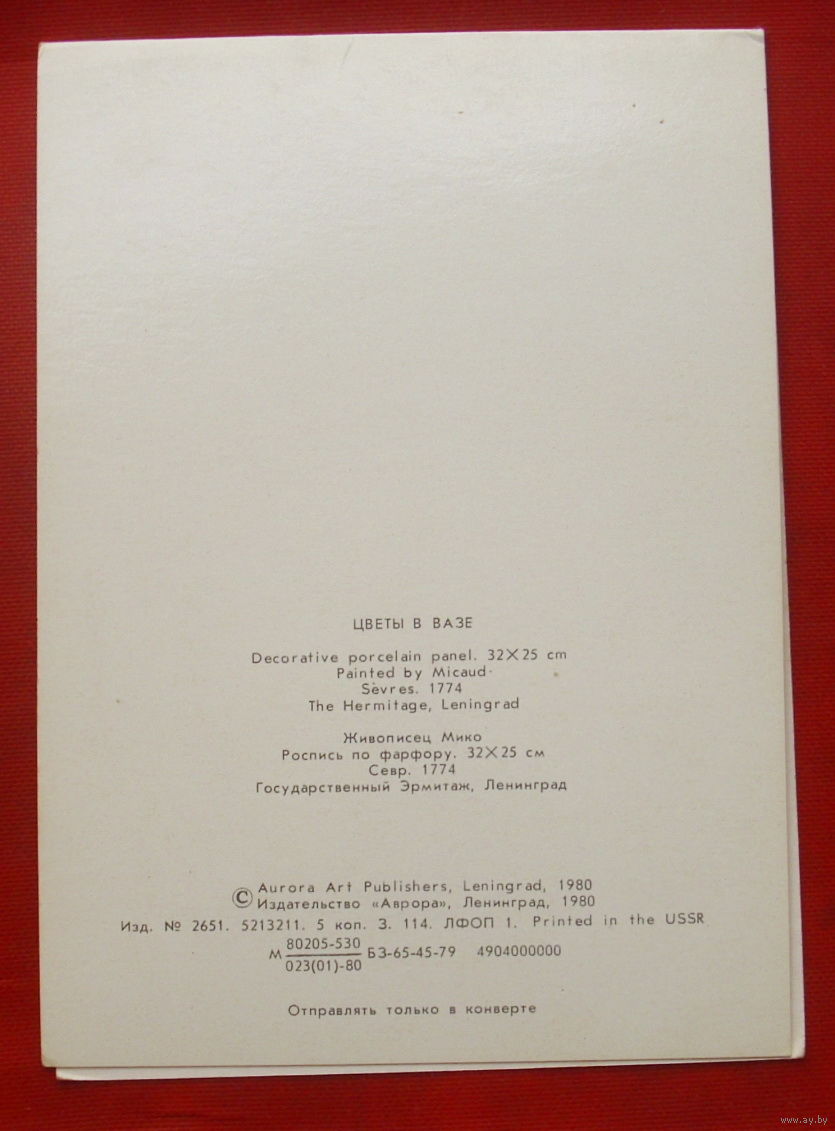 ЦВЕТЫ В ВАЗЕ
Decorative porcelain panel. 32×25 cm
Painted by Micaud
Sèvres. 1774
The Hermitage, Leningrad
Живописец Мико
Роспись по фарфору. 32×25 см
Севр. 1774
Государственный Эрмитаж, Ленинград
© Aurora Art Publishers, Leningrad, 1980
Издательство «Аврора», Ленинград, 1980
Изд. № 2651. 5213211. 5 коп. З. 114. ЛФОП 1. Printed in the USSR
80205-530
М БЗ-65-45-79 4904000000
023(01)-80
Отправлять только в конверте
www.ay.by